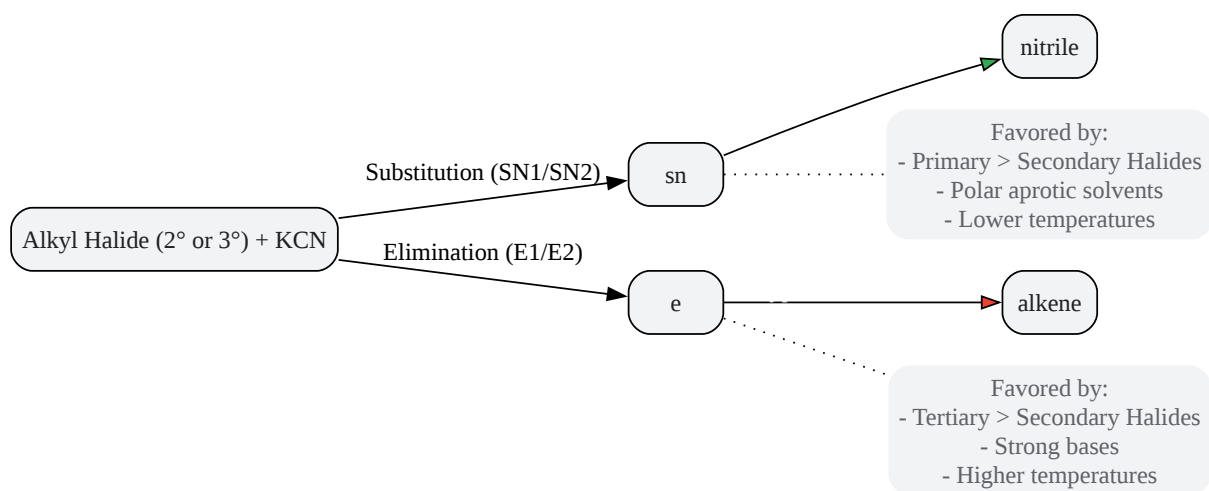 nitrile
Favored by:
- Primary > Secondary Halides
- Polar aprotic solvents
- Lower temperatures
Substitution (SN1/SN2)
sn
Alkyl Halide (2° or 3°) + KCN
Elimination (E1/E2)
e
alkene
Favored by:
- Tertiary > Secondary Halides
- Strong bases
- Higher temperatures